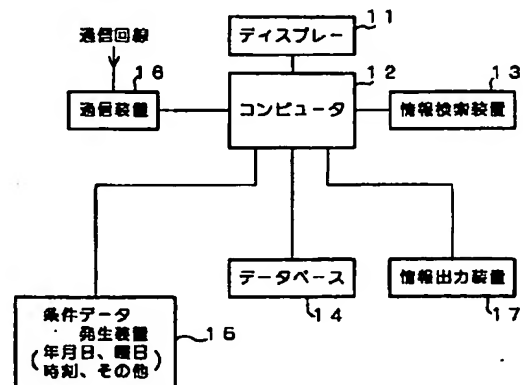 通信回線
11
ディスプレー
16
12
13
通信装置
コンピュータ
情報検索装置
データベース
14
情報出力装置
17
条件データ
発生装置
(年月日、曜日
時刻、その他)
15